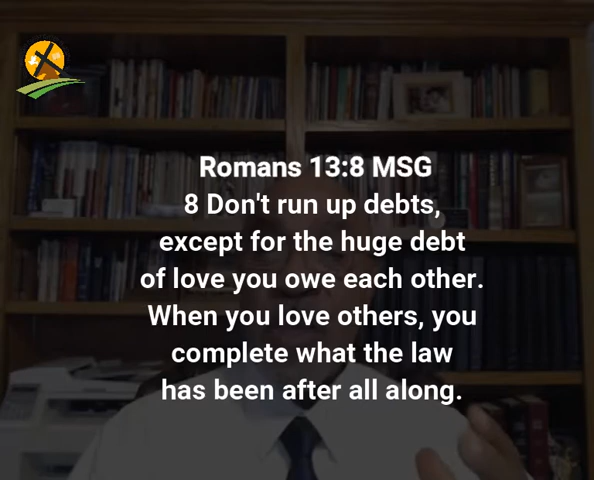 Romans 13:8 MSG
8 Don't run up debts,
except for the huge debt
of love you owe each other.
When you love others, you
complete what the law
has been after all along.